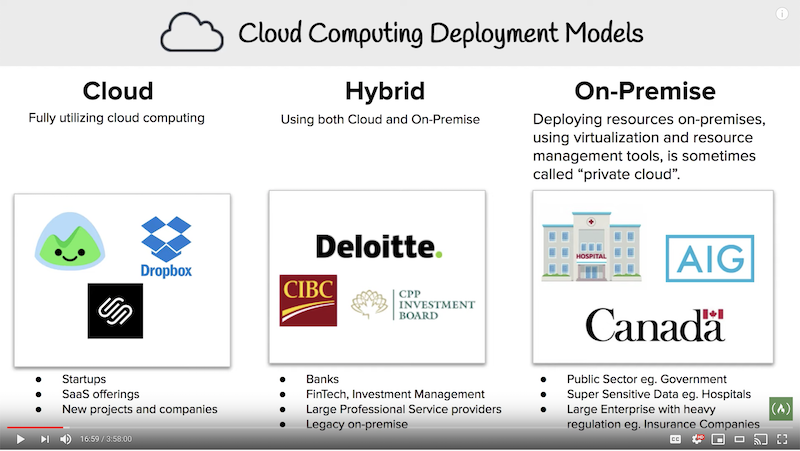 Cloud Computing Deployment Models
Cloud
Fully utilizing cloud computing
Hybrid
Using both Cloud and On-Premise
On-Premise
Deploying resources on-premises,
using virtualization and resource
management tools, is sometimes
called “private cloud”.
Dropbox
Deloitte.
CIBC
CPP
INVESTMENT
BOARD
HOSPITAL
AIG
Canada
● Startups
● SaaS offerings
● New projects and companies
● Banks
● FinTech, Investment Management
● Large Professional Service providers
● Legacy on-premise
● Public Sector eg. Government
● Super Sensitive Data eg. Hospitals
● Large Enterprise with heavy
regulation eg. Insurance Companies
16:59 / 3:58:00